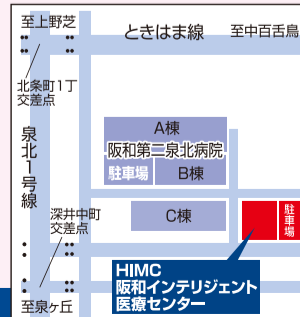 至上野芝
ときはま線
至中百舌鳥
北条町1丁
交差点
泉北1号線
A棟
阪和第二泉北病院
駐車場
B棟
深井中町
交差点
C棟
駐車場
HIMC
阪和インテリジェント
医療センター
至泉ヶ丘